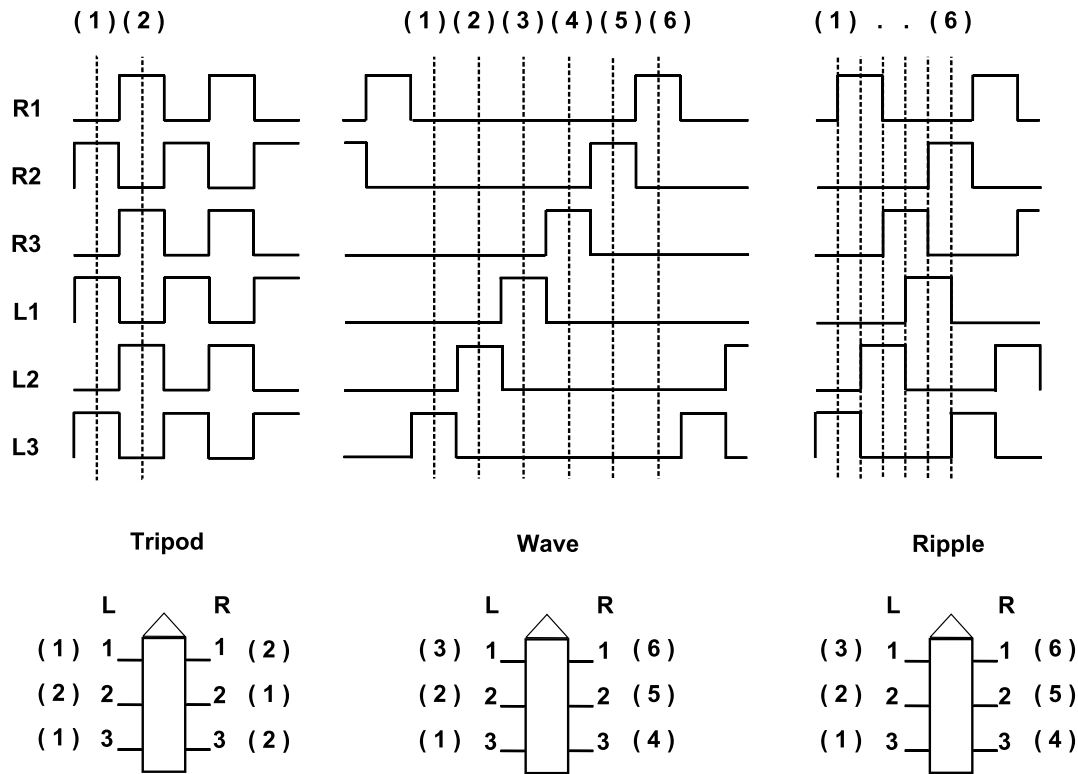 ( 1 ) ( 2 ) ( 1 ) ( 2 ) ( 3 ) ( 4 ) ( 5 ) ( 6 ) ( 1 ) . . ( 6 )
R1
R2
R3
L1
L2
L3
Tripod Wave Ripple
L R L R L R
( 1 ) 1 1 ( 2 ) ( 3 ) 1 1 ( 6 ) ( 3 ) 1 1 ( 6 )
( 2 ) 2 2 ( 1 ) ( 2 ) 2 2 ( 5 ) ( 2 ) 2 2 ( 5 )
( 1 ) 3 3 ( 2 ) ( 1 ) 3 3 ( 4 ) ( 1 ) 3 3 ( 4 )